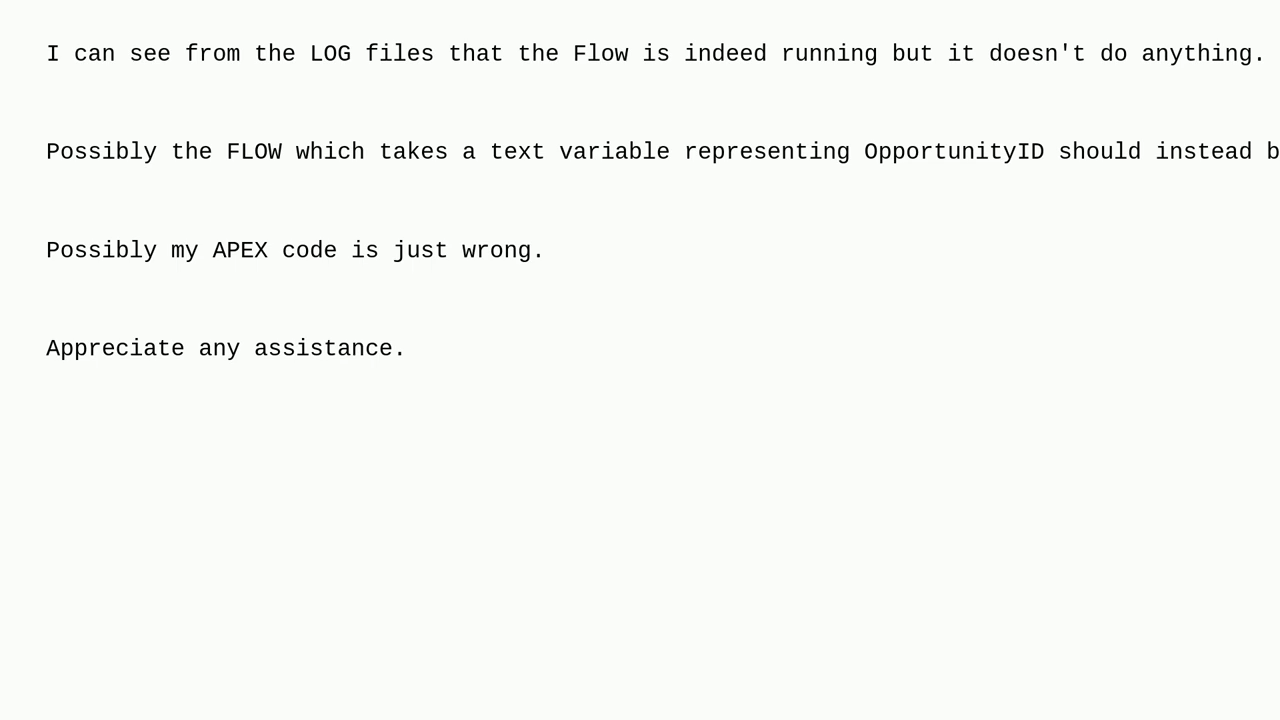 I can see from the LOG files that the Flow is indeed running but it doesn't do anything.
Possibly the FLOW which takes a text variable representing OpportunityID should instead
Possibly my APEX code is just wrong.
Appreciate any assistance.